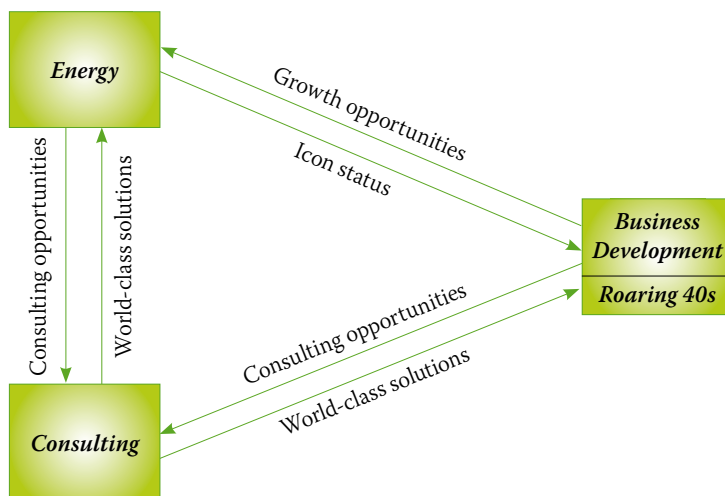 Energy
Growth opportunities
Icon status
Consulting opportunities
World-class solutions
Business
Development
Roaring 40s
Consulting opportunities
World-class solutions
Consulting